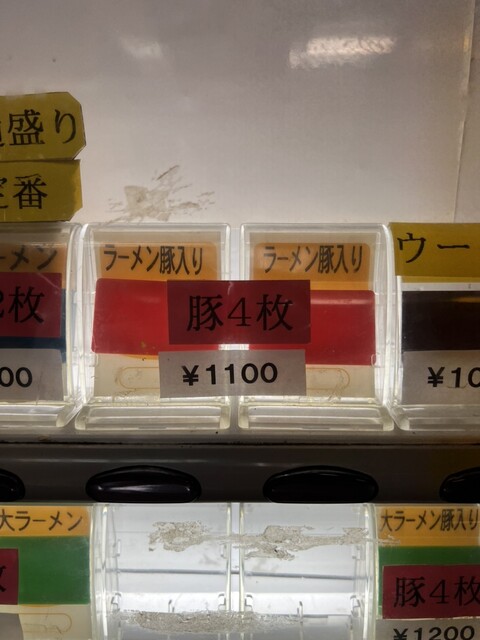 盛り
定番
ーメン
2枚
00
ラーメン豚入り
ラーメン豚入り
豚4枚
¥1100
ウー
¥10
大ラーメン
枚
大ラーメン豚入り
豚4枚
¥1200